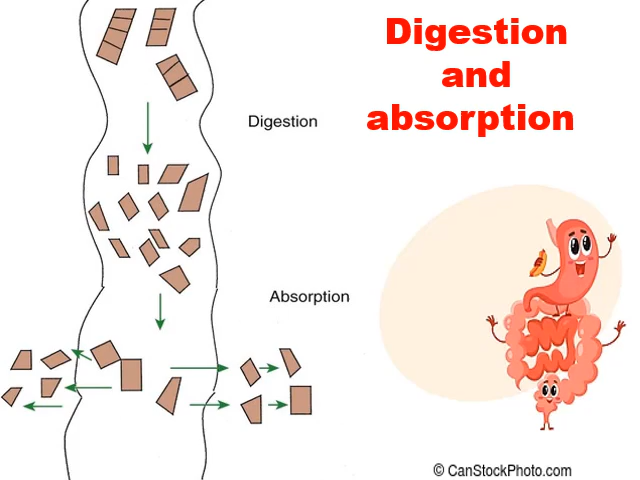 Digestion
and
absorption
Digestion
Absorption
© CanStockPhoto.com